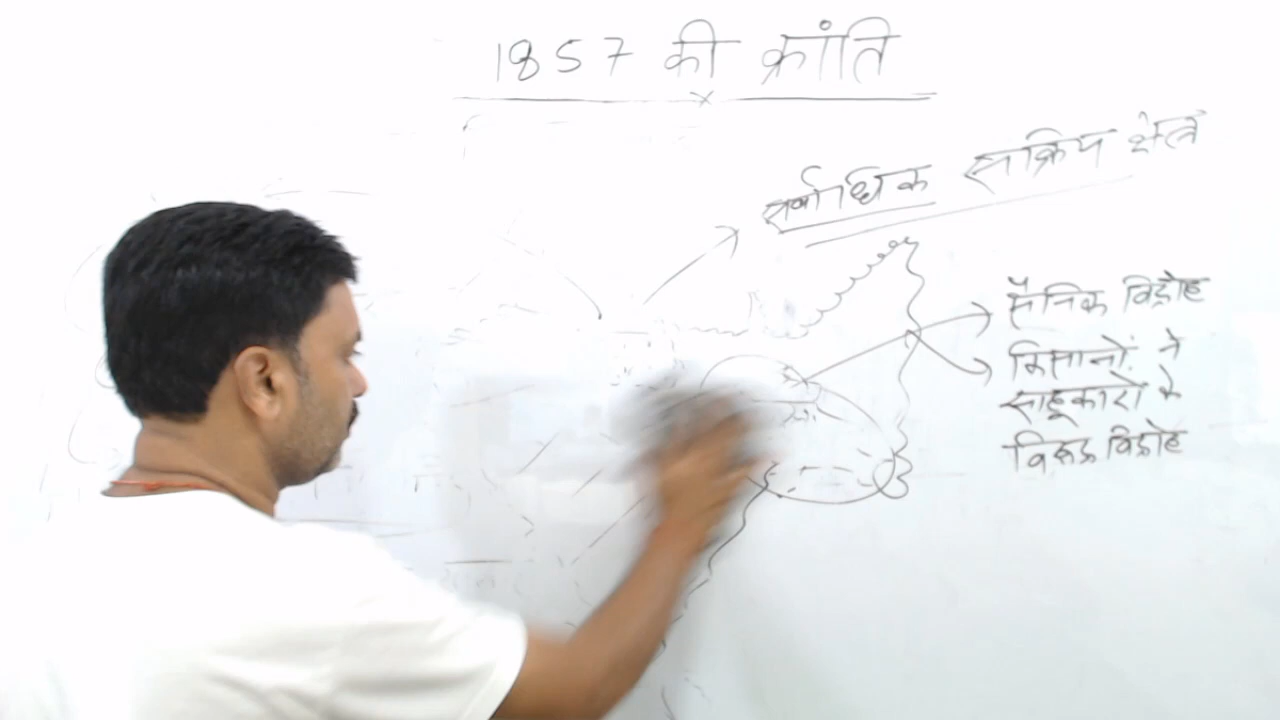 1857 की क्रांति
सर्वाधिक सक्रिय क्षेत्र
सैनिक विद्रोह
किसानों ने
साहूकारों के
विरुद्ध विद्रोह